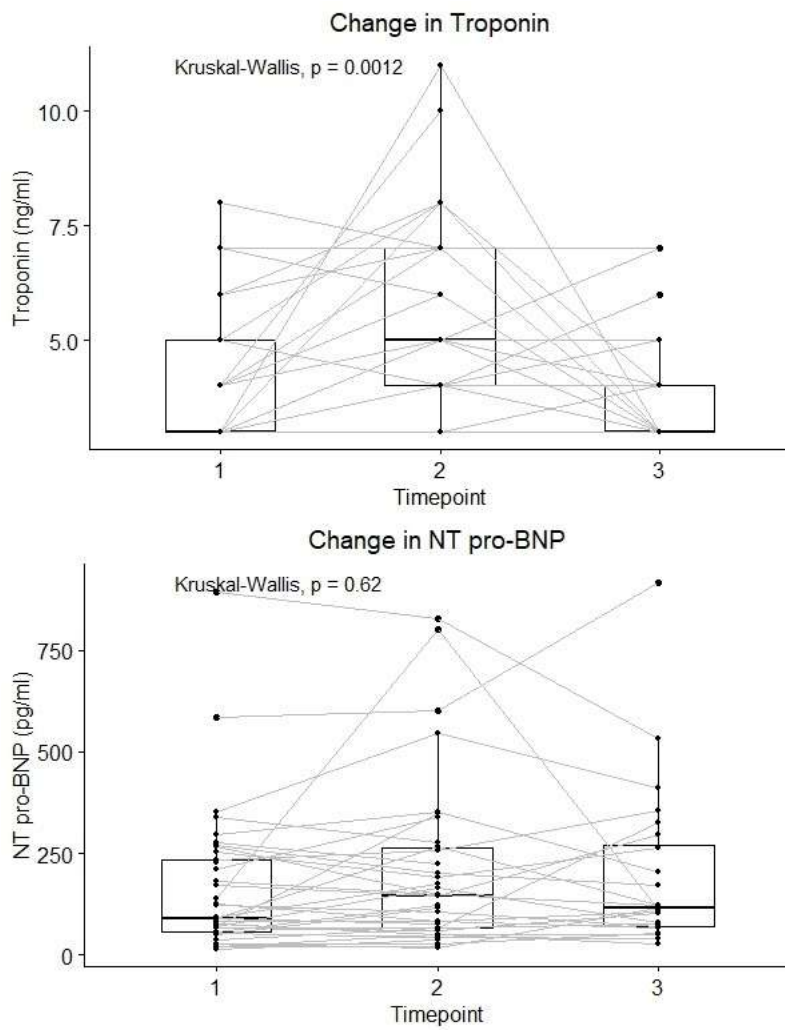 Change in Troponin
Kruskal-Wallis, p = 0.0012
10.0
7.5
5.0
Troponin (ng/ml)
1 2 3
Timepoint
Change in NT pro-BNP
Kruskal-Wallis, p = 0.62
750
500
250
0
NT pro-BNP (pg/ml)
1 2 3
Timepoint